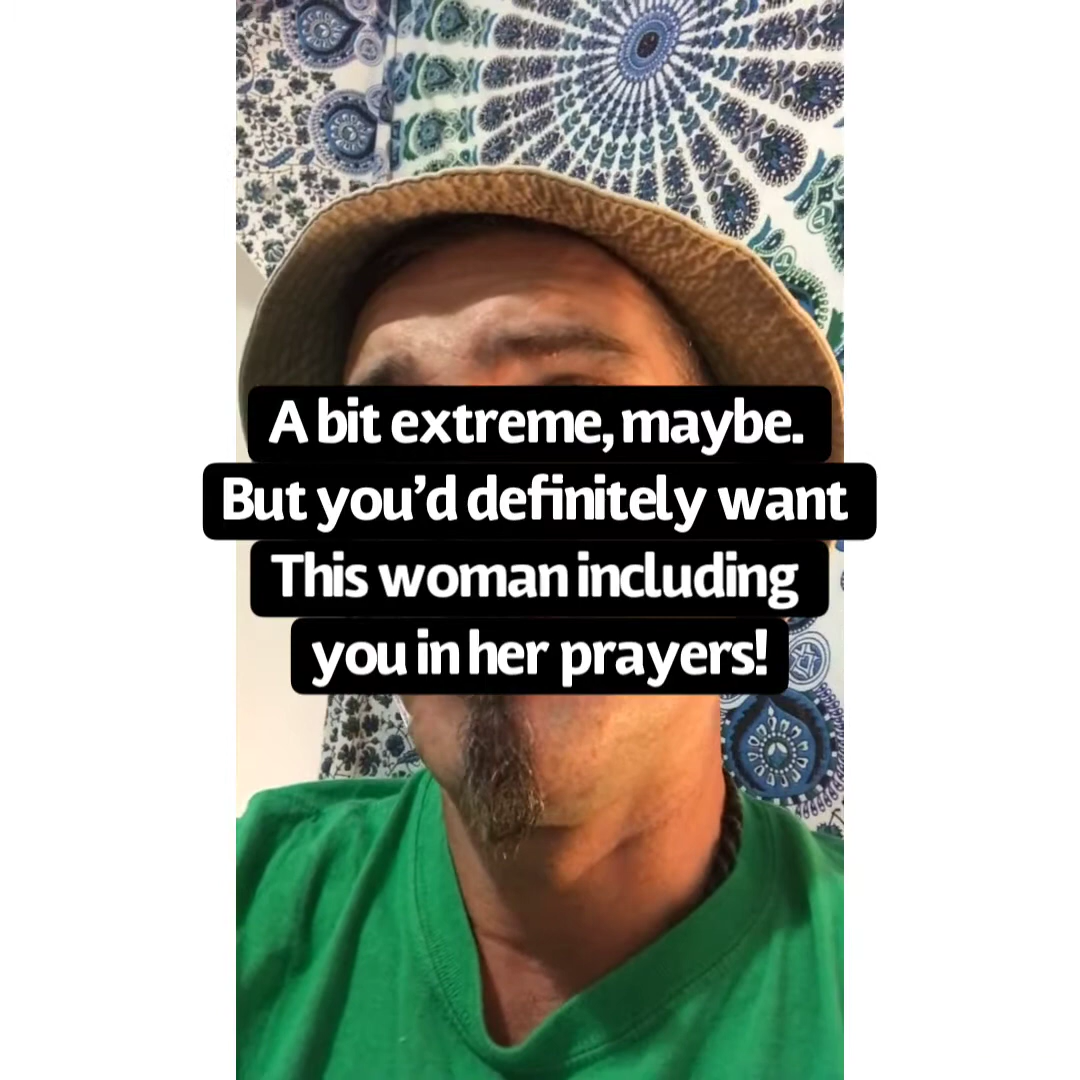 A bit extreme, maybe.
But you’d definitely want
This woman including
you in her prayers!